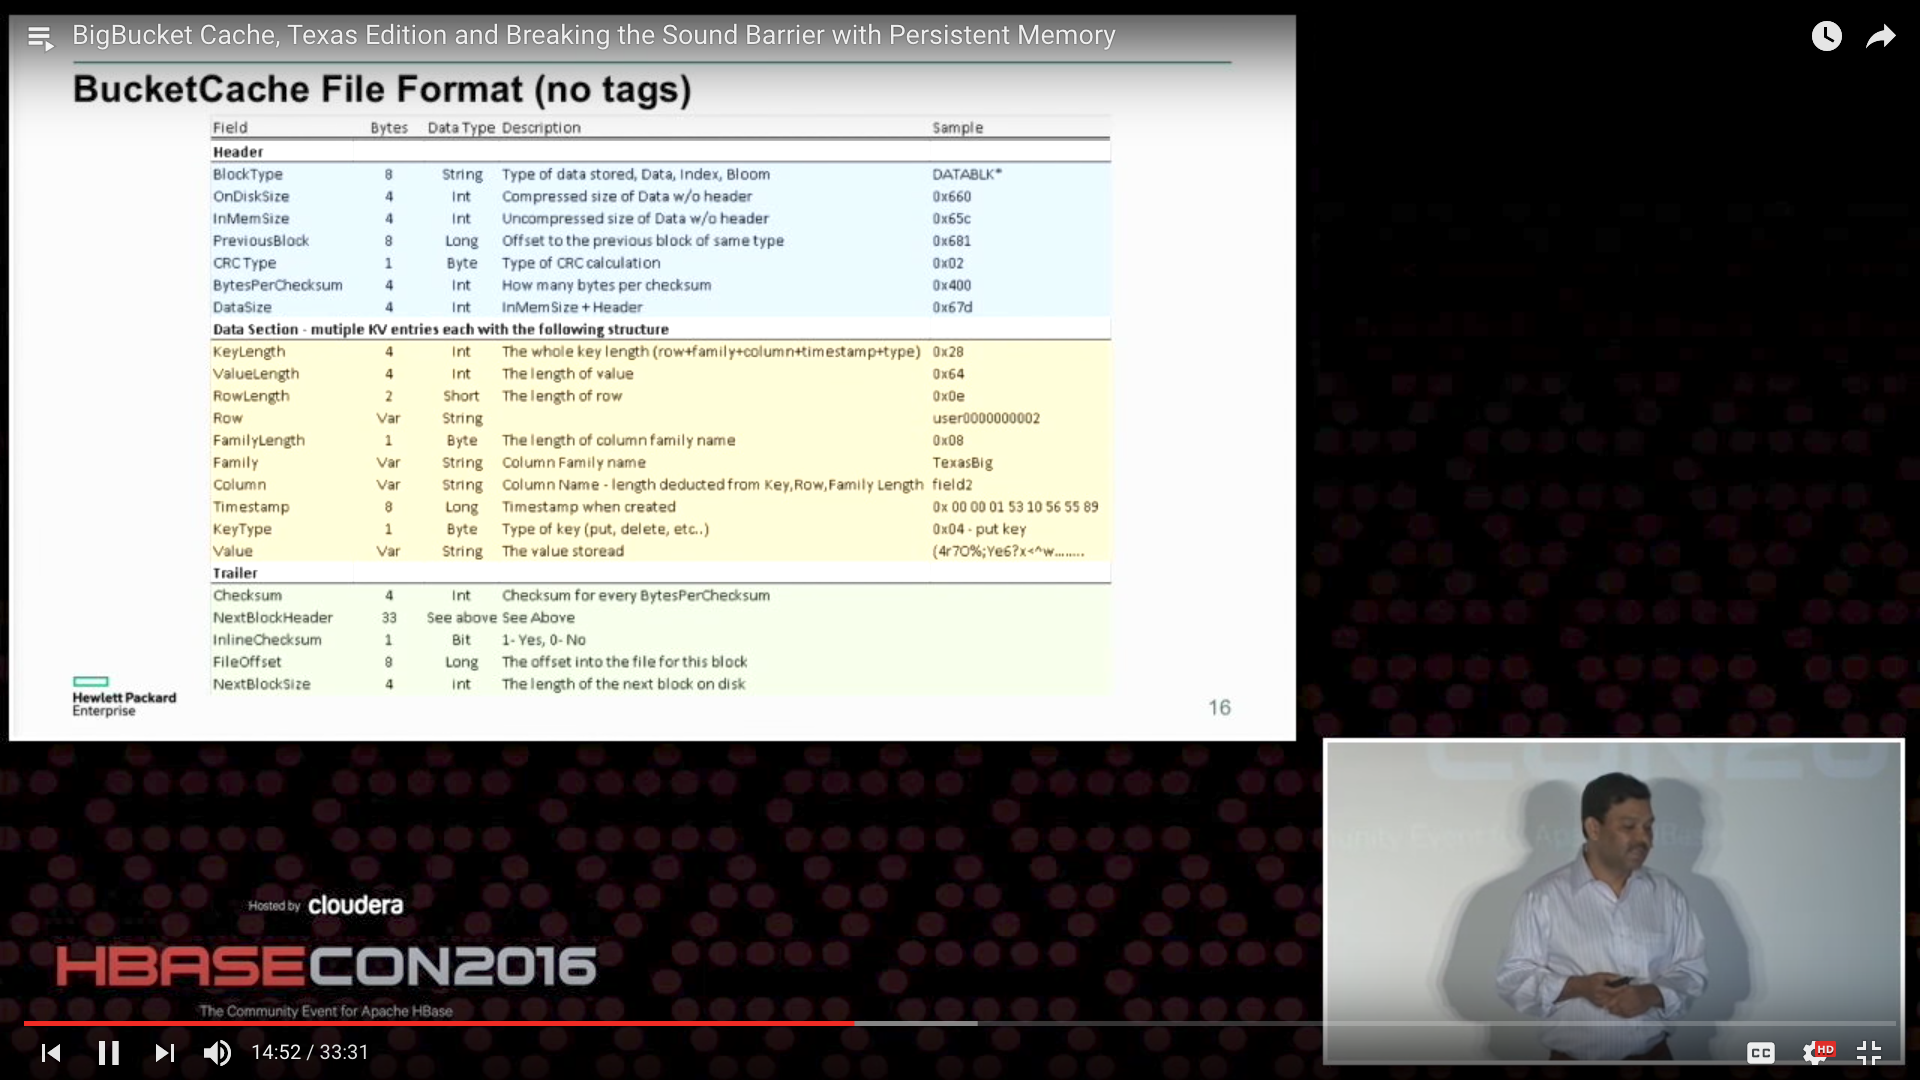 BigBucket Cache, Texas Edition and Breaking the Sound Barrier with Persistent Memory
BucketCache File Format (no tags)
Field Bytes Data Type Description Sample
Header
BlockType 8 String Type of data stored, Data, Index, Bloom DATABLK*
OnDiskSize 4 Int Compressed size of Data w/o header 0x660
InMemSize 4 Int Uncompressed size of Data w/o header 0x65c
PreviousBlock 8 Long Offset to the previous block of same type 0x681
CRC Type 1 Byte Type of CRC calculation 0x02
BytesPerChecksum 4 Int How many bytes per checksum 0x400
DataSize 4 Int InMemSize + Header 0x67d
Data Section - mutiple KV entries each with the following structure
KeyLength 4 Int The whole key length (row+family+column+timestamp+type) 0x28
ValueLength 4 Int The length of value 0x64
RowLength 2 Short The length of row 0x0e
Row Var String user0000000002
FamilyLength 1 Byte The length of column family name 0x08
Family Var String Column Family name TexasBig
Column Var String Column Name - length deducted from Key,Row,Family Length field2
Timestamp 8 Long Timestamp when created 0x 00 00 01 53 10 56 55 89
KeyType 1 Byte Type of key (put, delete, etc..) 0x04 - put key
Value Var String The value storead (4r7O%;Ye6?x<^w........
Trailer
Checksum 4 Int Checksum for every BytesPerChecksum
NextBlockHeader 33 See above See Above
InlineChecksum 1 Bit 1- Yes, 0- No
FileOffset 8 Long The offset into the file for this block
NextBlockSize 4 int The length of the next block on disk
Hewlett Packard
Enterprise
16
Hosted by cloudera
HBASECON2016
The Community Event for Apache HBase
14:52 / 33:31
CC
HD